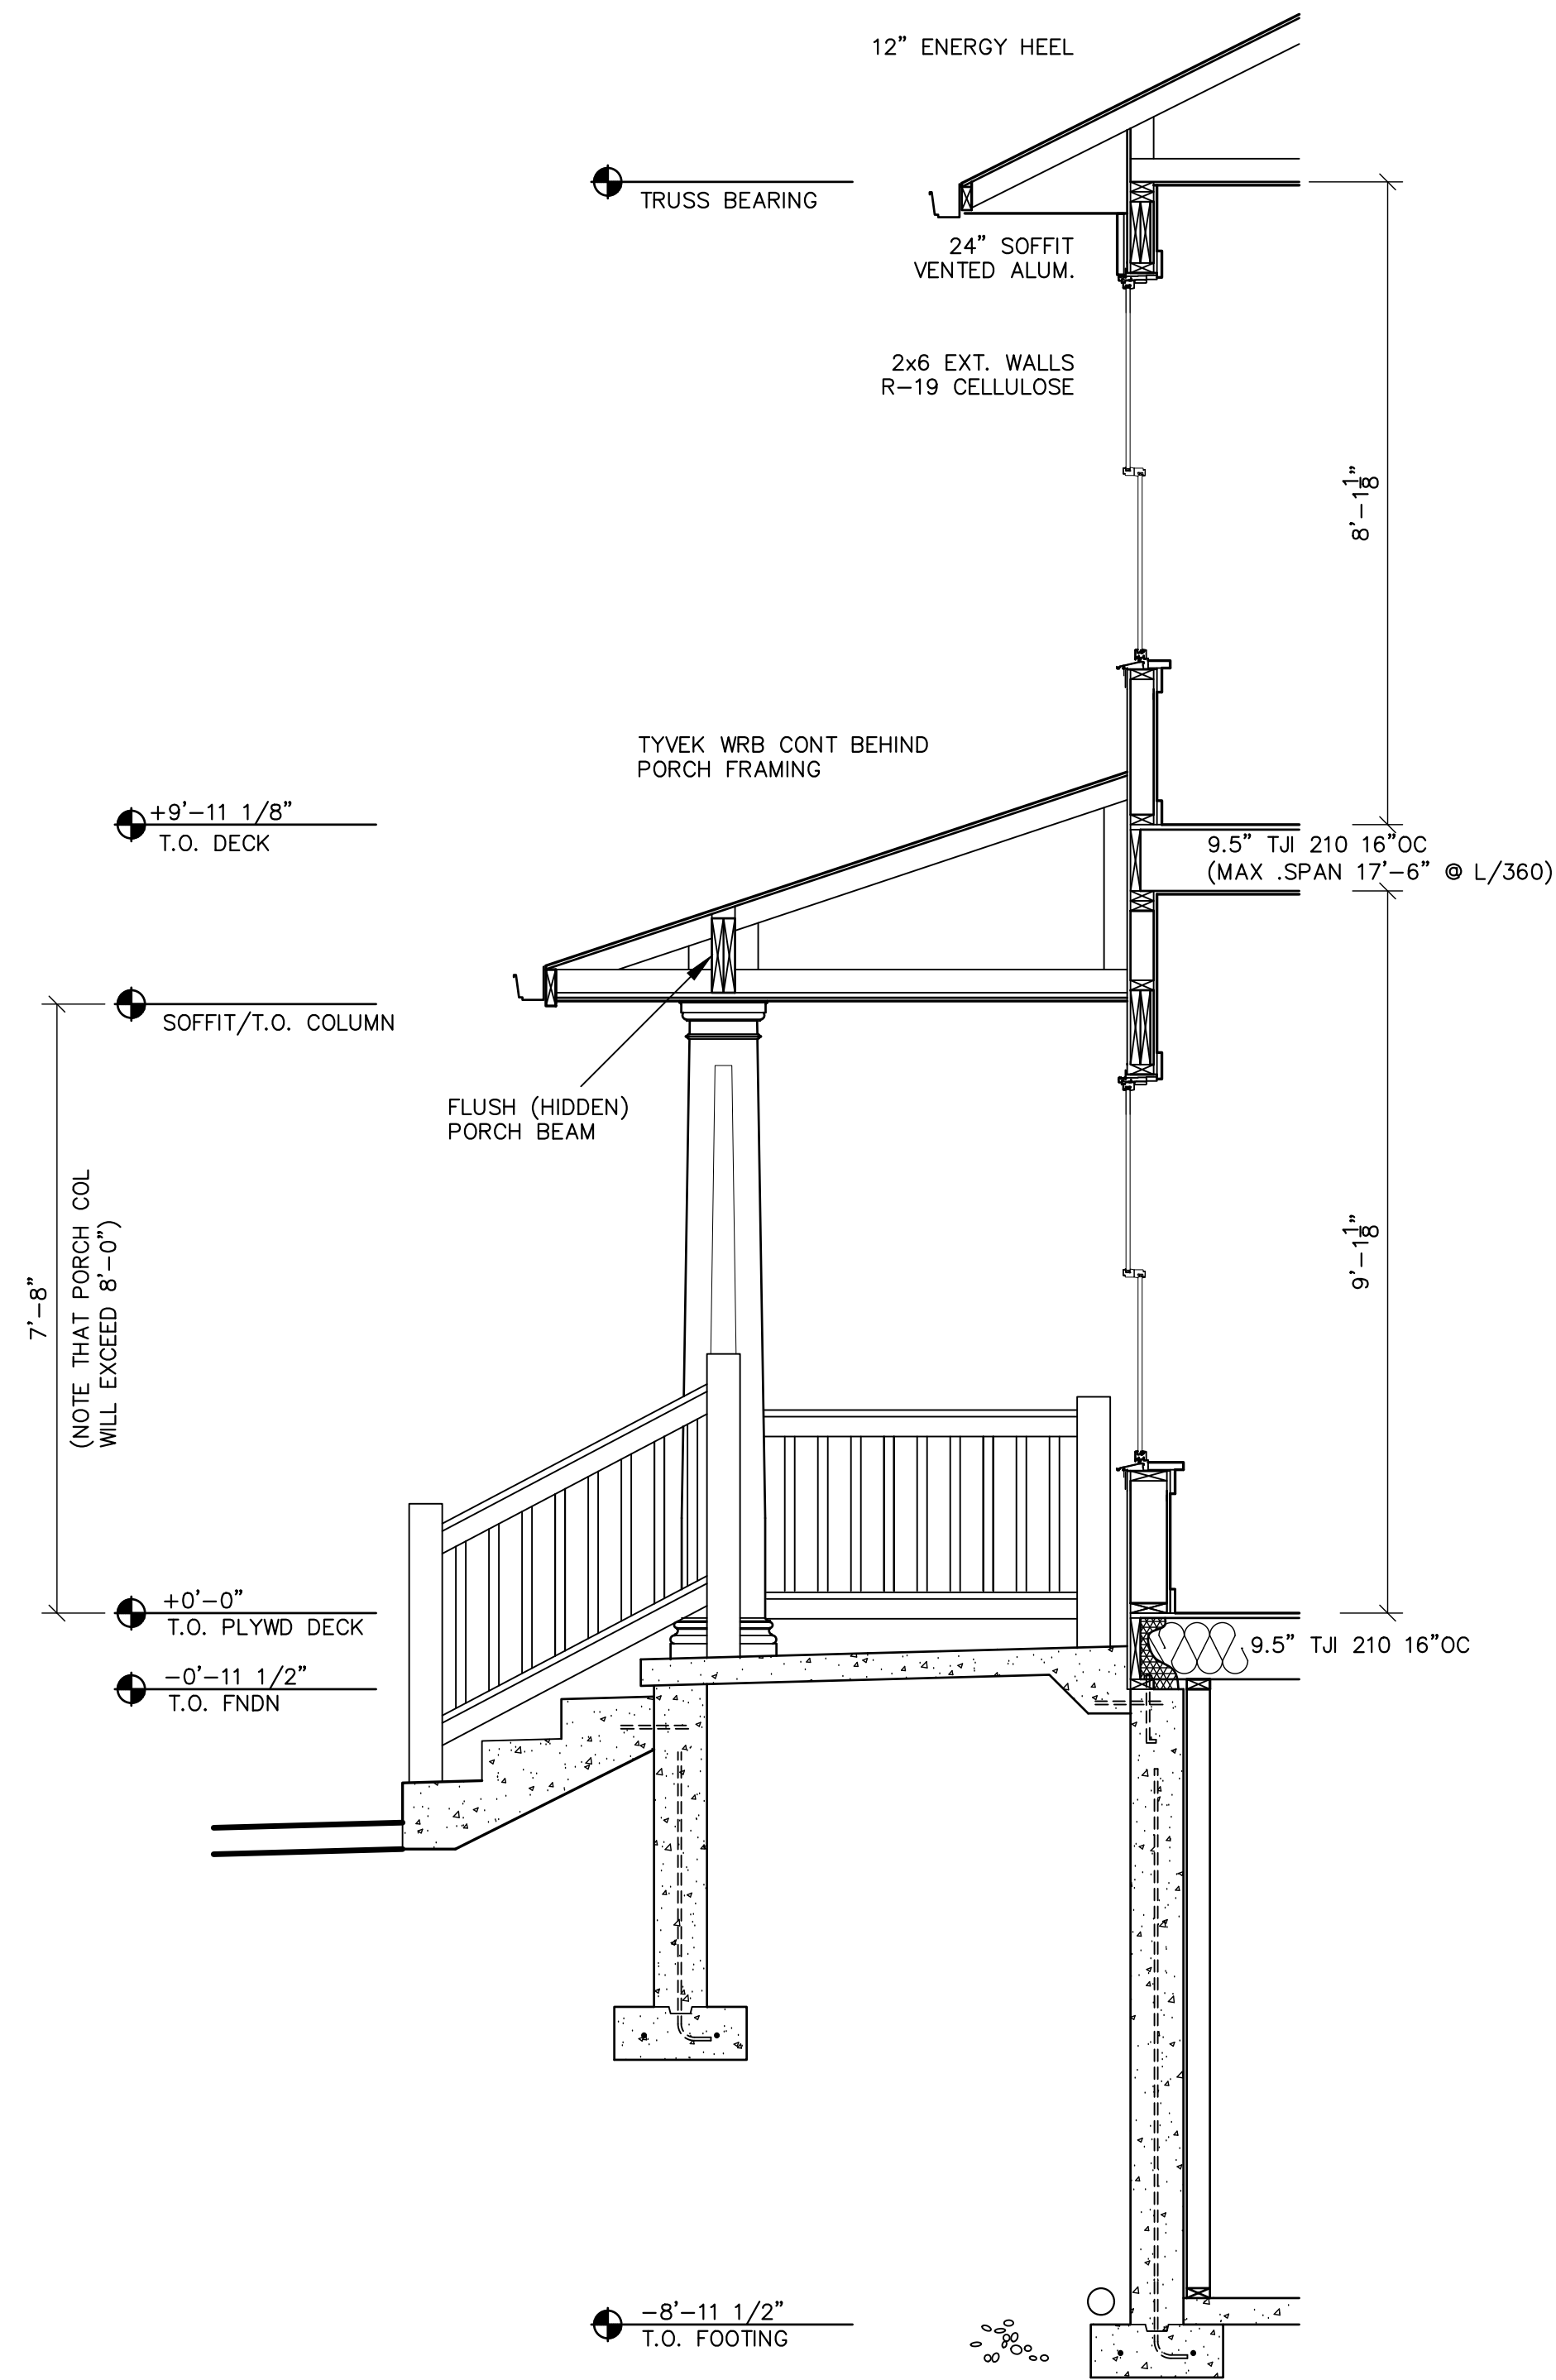 12" ENERGY HEEL
TRUSS BEARING
24" SOFFIT
VENTED ALUM.
2x6 EXT. WALLS
R-19 CELLULOSE
8'-1 1/8"
TYVEK WRB CONT BEHIND
PORCH FRAMING
+9'-11 1/8"
T.O. DECK
9.5" TJI 210 16"OC
(MAX .SPAN 17'-6" @ L/360)
SOFFIT/T.O. COLUMN
FLUSH (HIDDEN)
PORCH BEAM
7'-8"
(NOTE THAT PORCH COL
WILL EXCEED 8'-0")
9'-1 1/8"
+0'-0"
T.O. PLYWD DECK
9.5" TJI 210 16"OC
-0'-11 1/2"
T.O. FNDN
-8'-11 1/2"
T.O. FOOTING